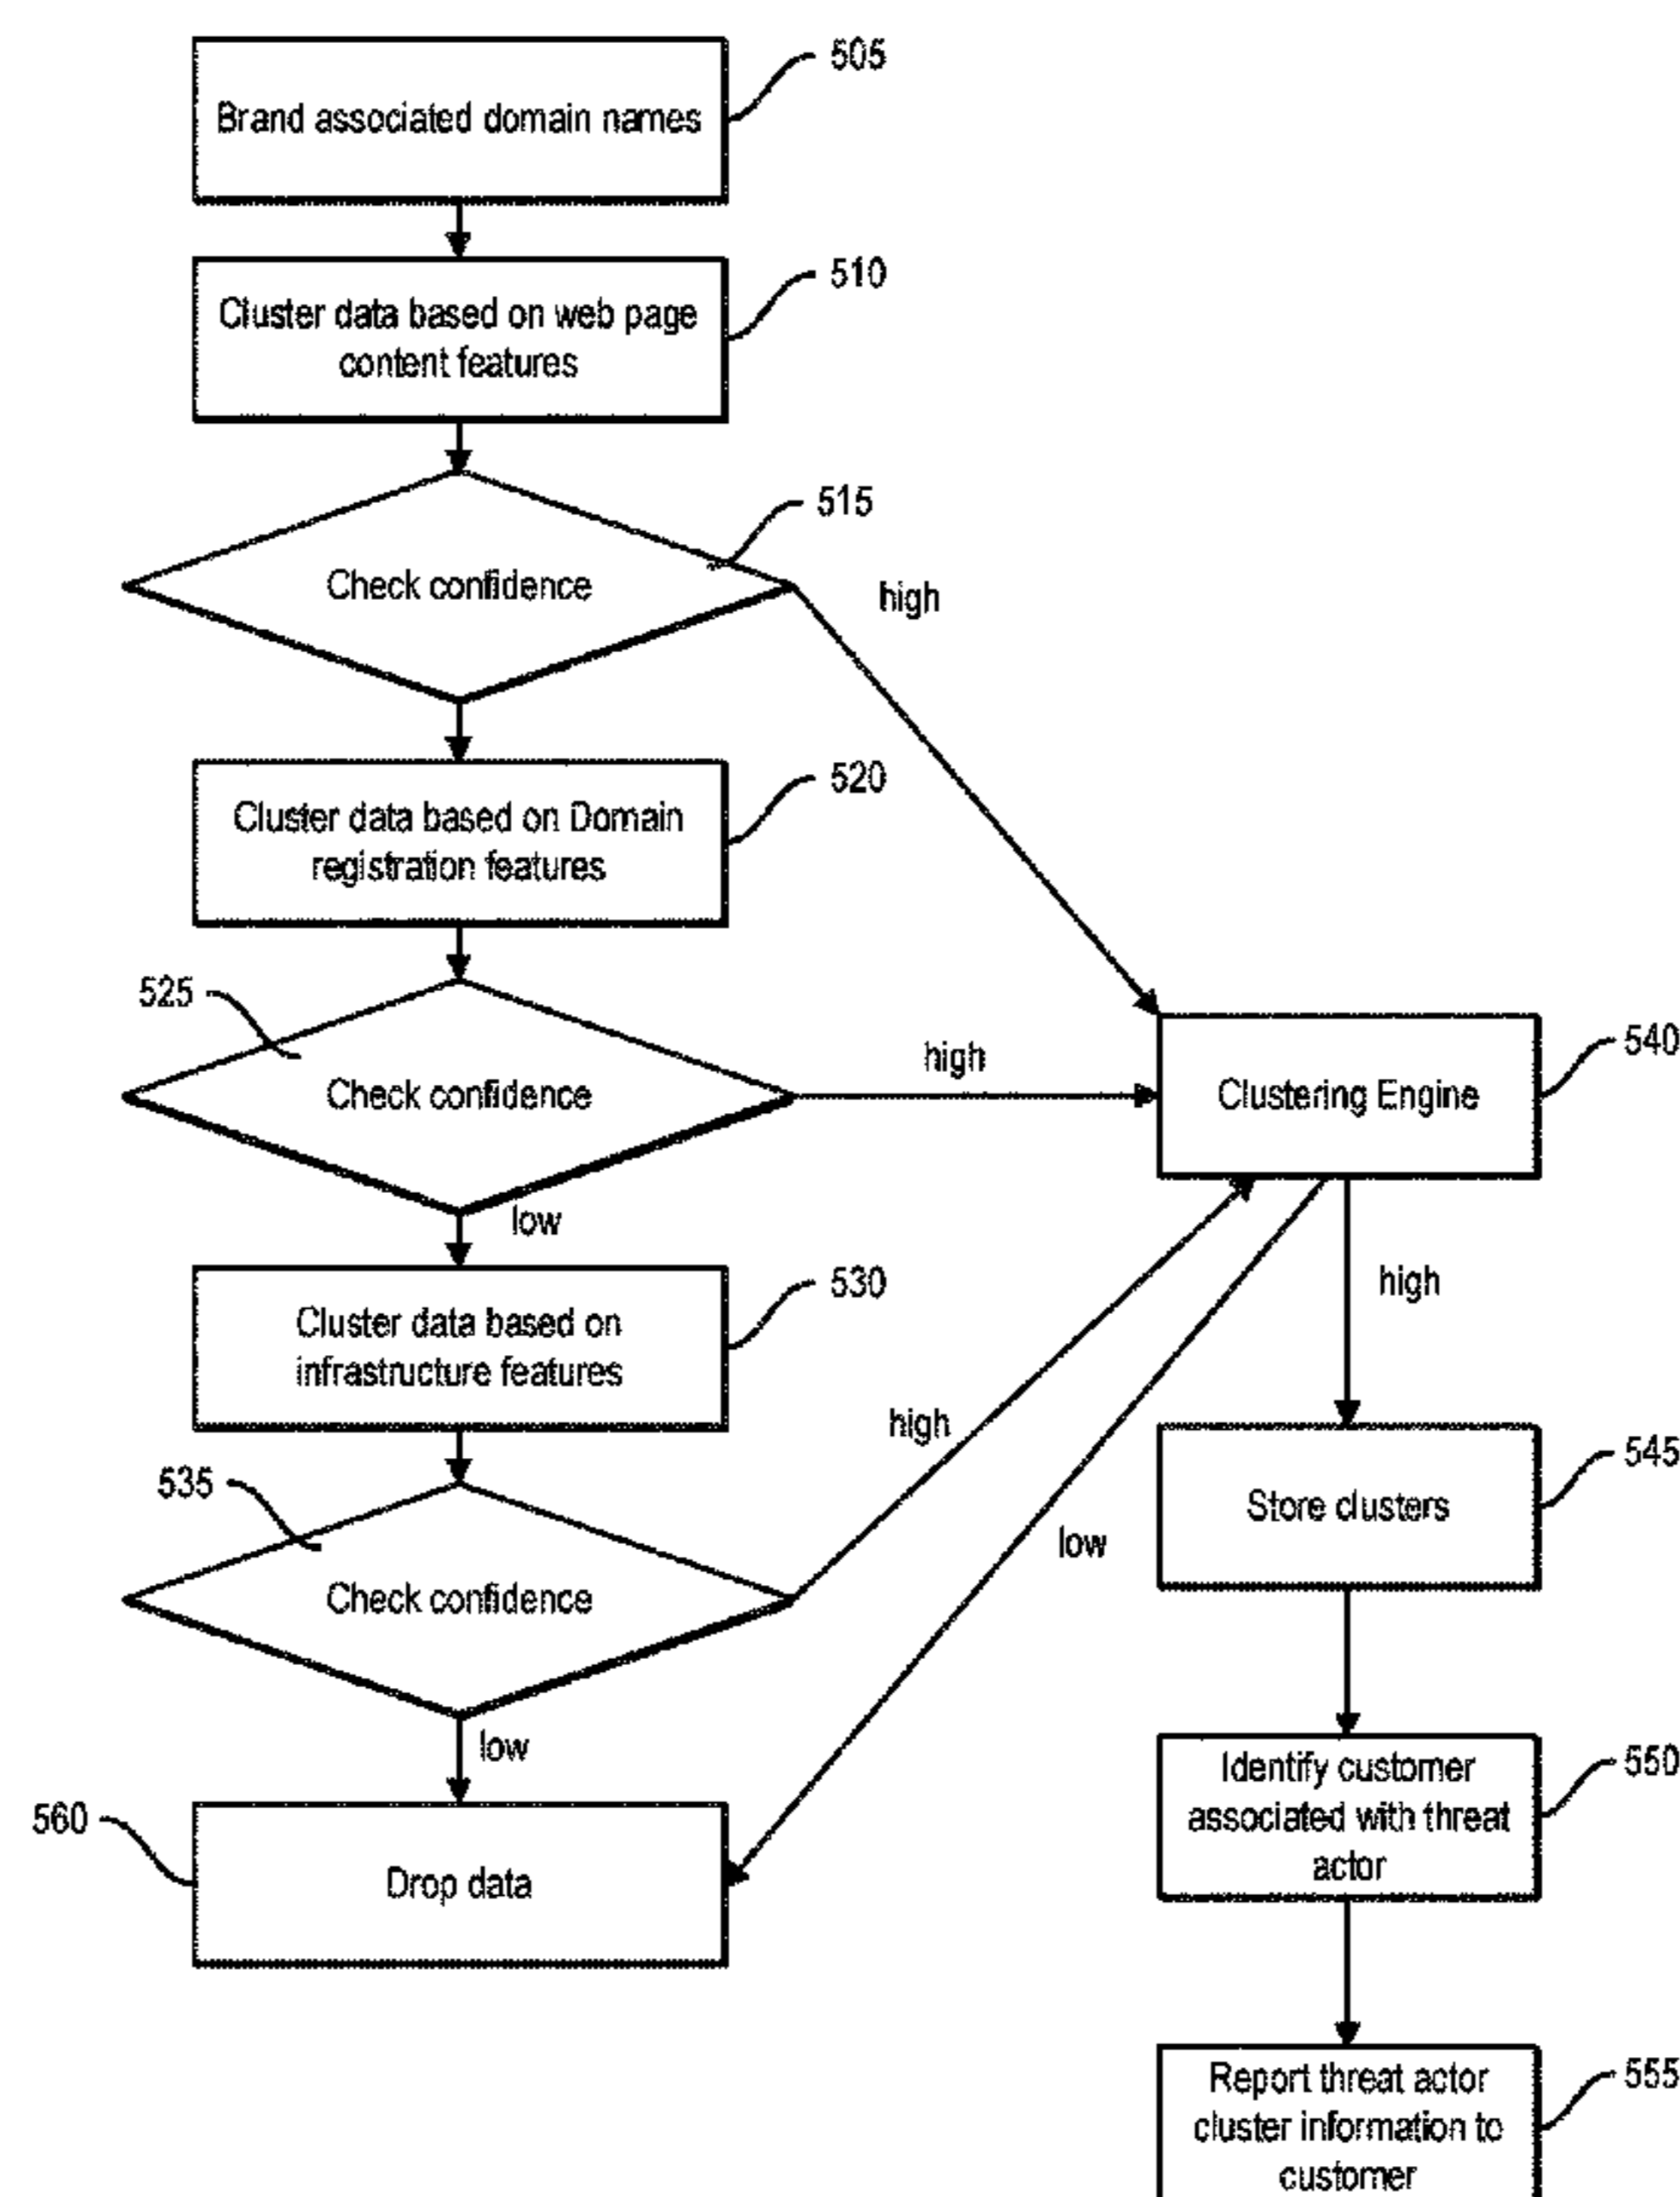 505
Brand associated domain names
510
Cluster data based on web page
content features
515
Check confidence
high
520
Cluster data based on Domain
registration features
525
Check confidence
high
low
540
Clustering Engine
530
Cluster data based on
infrastructure features
high
high
535
Check confidence
low
low
545
Store clusters
550
Identify customer
associated with threat
actor
560
Drop data
555
Report threat actor
cluster information to
customer